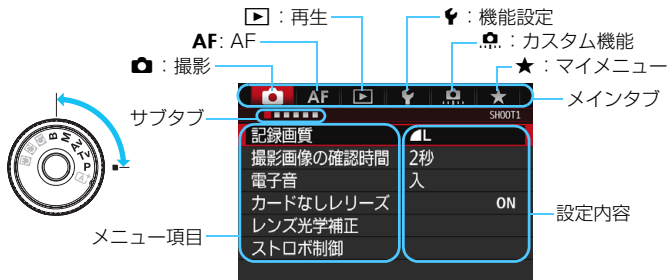 ：再生
：機能設定
AF: AF
：カスタム機能
：撮影
★：マイメニュー
AF
メインタブ
サブタブ
SHOOT1
記録画質 L
撮影画像の確認時間 2秒
電子音 入
カードなしレリーズ ON
レンズ光学補正
ストロボ制御
設定内容
メニュー項目
B M Av Tv P A+